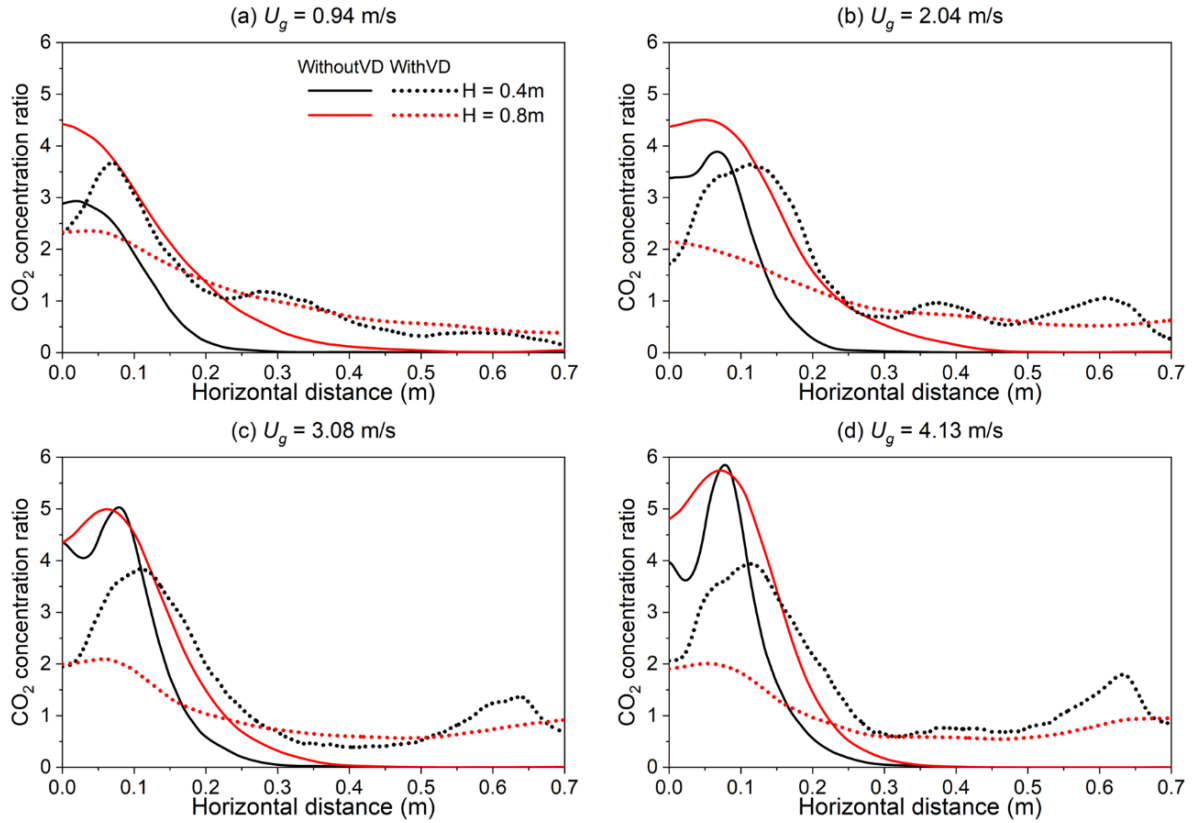 (a) U_g = 0.94 m/s
CO₂ concentration ratio
6
5
4
3
2
1
0
WithoutVD WithVD
H = 0.4m
H = 0.8m
0.0 0.1 0.2 0.3 0.4 0.5 0.6 0.7
Horizontal distance (m)
(b) U_g = 2.04 m/s
CO₂ concentration ratio
6
5
4
3
2
1
0
0.0 0.1 0.2 0.3 0.4 0.5 0.6 0.7
Horizontal distance (m)
(c) U_g = 3.08 m/s
CO₂ concentration ratio
6
5
4
3
2
1
0
0.0 0.1 0.2 0.3 0.4 0.5 0.6 0.7
Horizontal distance (m)
(d) U_g = 4.13 m/s
CO₂ concentration ratio
6
5
4
3
2
1
0
0.0 0.1 0.2 0.3 0.4 0.5 0.6 0.7
Horizontal distance (m)